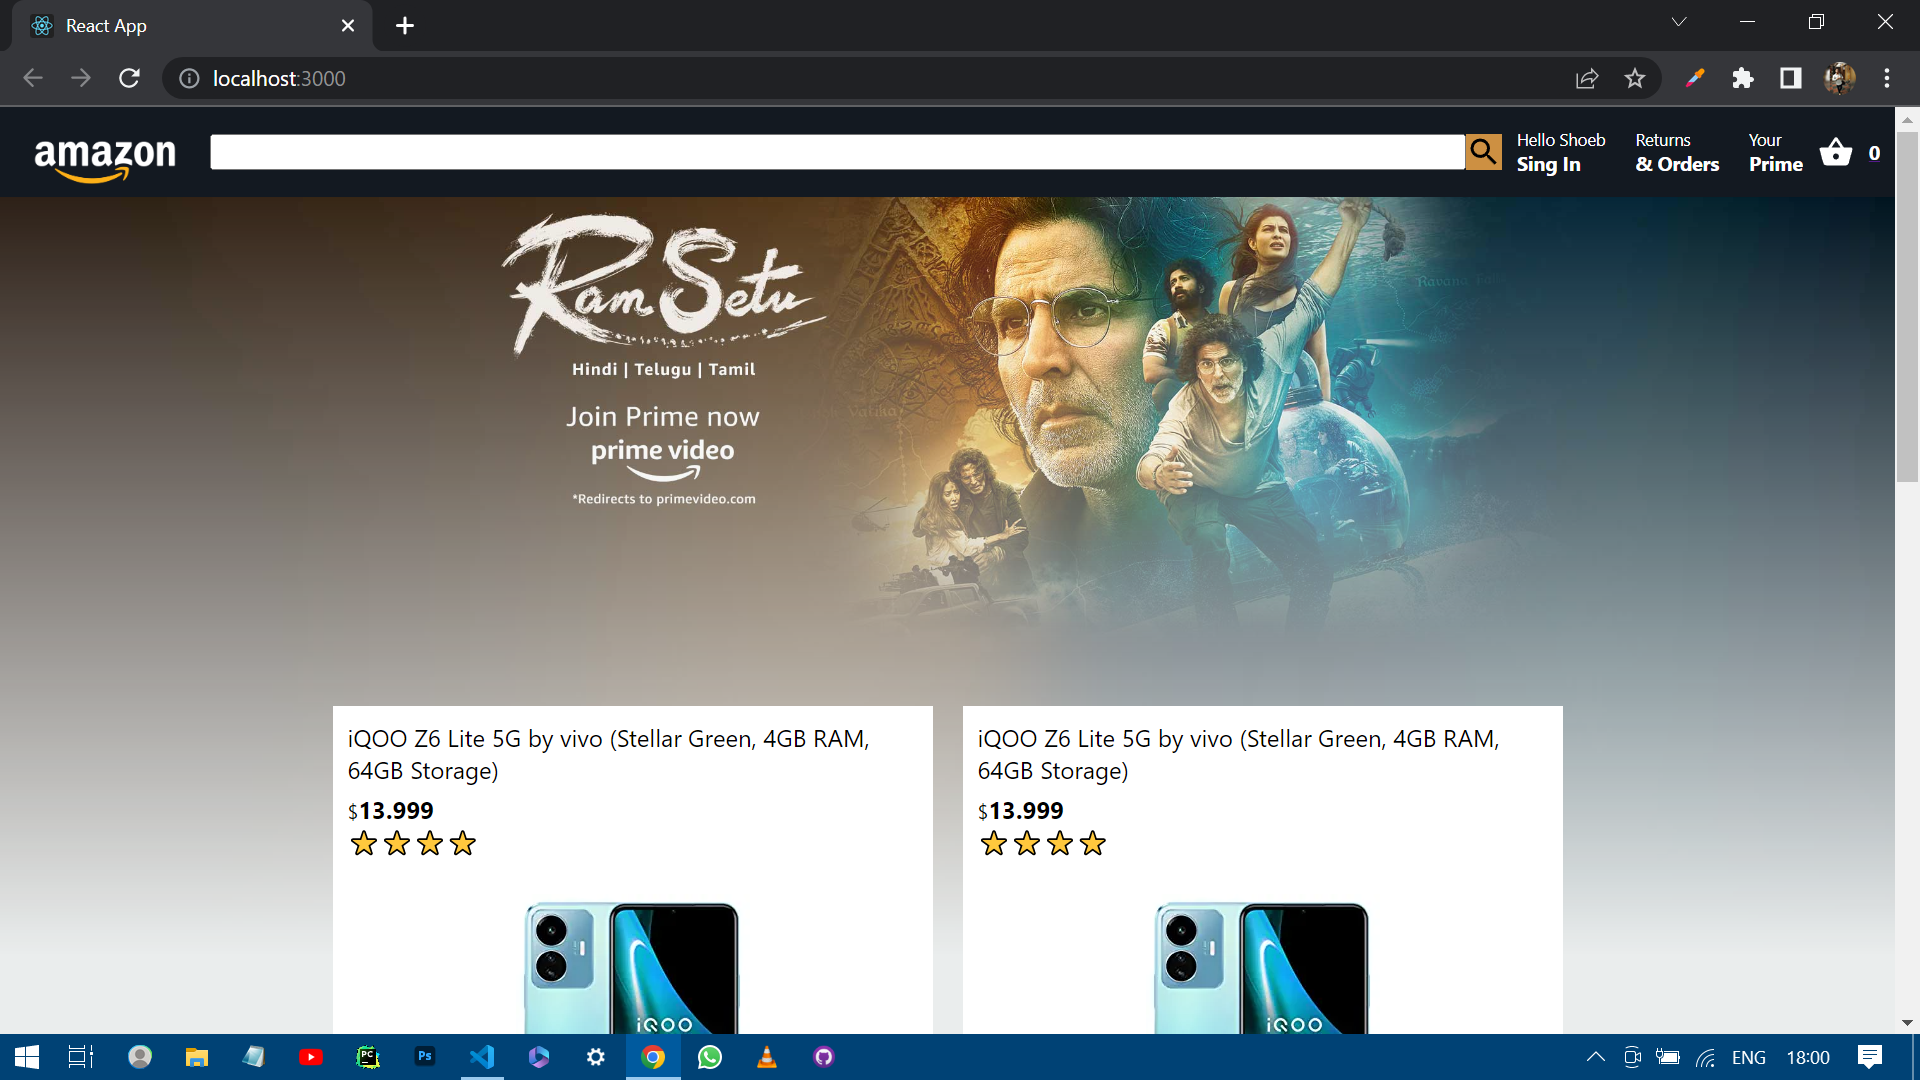 React App
localhost:3000
amazon
Hello Shoeb
Sing In
Returns
& Orders
Your
Prime
0
Ram Setu
Hindi | Telugu | Tamil
Join Prime now
prime video
*Redirects to primevideo.com
Vatika
iQOO Z6 Lite 5G by vivo (Stellar Green, 4GB RAM,
64GB Storage)
$13.999
iQOO
iQOO Z6 Lite 5G by vivo (Stellar Green, 4GB RAM,
64GB Storage)
$13.999
iQOO
PC
Ps
ENG
18:00